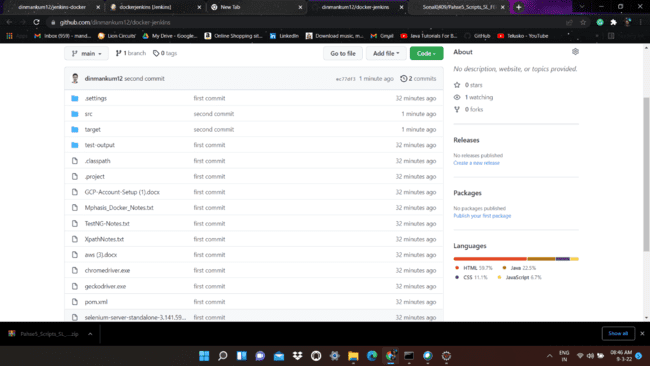 dinmankum12/jenkins-docker
dockerjenkins [Jenkins]
New Tab
dinmankum12/docker-jenkins
github.com/dinmankum12/docker-jenkins
Apps
Inbox (959) – mand...
Leon Circuits'
My Drive - Google...
Online Shopping sit...
LinkedIn
Download music, m...
Gmail
Java Tutorials For B...
GitHub
Telusko - YouTube
main
1 branch
0 tags
Go to file
Add file
Code
dinmankum12 second commit
1 minute ago
2 commits
.settings first commit 32 minutes ago
src second commit 1 minute ago
target second commit 1 minute ago
test-output first commit 32 minutes ago
.classpath first commit 32 minutes ago
.project first commit 32 minutes ago
GCP-Account-Setup (1).docx first commit 32 minutes ago
Mphasis_Docker_Notes.txt first commit 32 minutes ago
TestNG-Notes.txt first commit 32 minutes ago
XpathNotes.txt first commit 32 minutes ago
aws (3).docx first commit 32 minutes ago
chromedriver.exe first commit 32 minutes ago
geckodriver.exe first commit 32 minutes ago
pom.xml first commit 32 minutes ago
selenium-server-standalone-3.141.59... first commit 32 minutes ago
About
No description, website, or topics provided.
0 stars
1 watching
0 forks
Releases
No releases published
Create a new release
Packages
No packages published
Publish your first package
Languages
HTML 59.7%
Java 22.5%
CSS 11.1%
JavaScript 6.7%
Show all
ENG
IN
08:46 AM
9-3-22